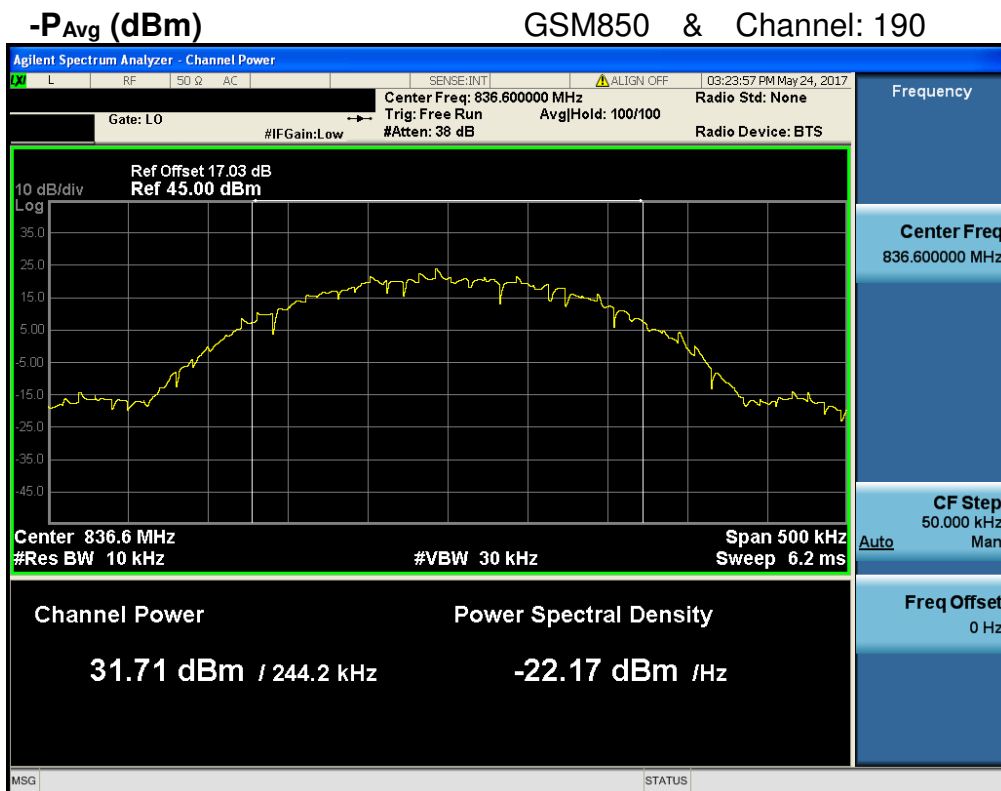 -PAvg (dBm) GSM850 & Channel: 190
Agilent Spectrum Analyzer - Channel Power
LXI L RF 50 Ω AC SENSE:INT ALIGN OFF 03:23:57 PM May 24, 2017
Center Freq: 836.600000 MHz Radio Std: None
Gate: LO Trig: Free Run Avg|Hold: 100/100
#IFGain:Low #Atten: 38 dB Radio Device: BTS
Frequency
Ref Offset 17.03 dB
10 dB/div Ref 45.00 dBm
Log
35.0
25.0
15.0
5.00
-5.00
-15.0
-25.0
-35.0
-45.0
Center 836.6 MHz Span 500 kHz
#Res BW 10 kHz #VBW 30 kHz Sweep 6.2 ms
Center Freq
836.600000 MHz
CF Step
50.000 kHz
Auto Man
Freq Offset
0 Hz
Channel Power Power Spectral Density
31.71 dBm / 244.2 kHz -22.17 dBm /Hz
MSG STATUS